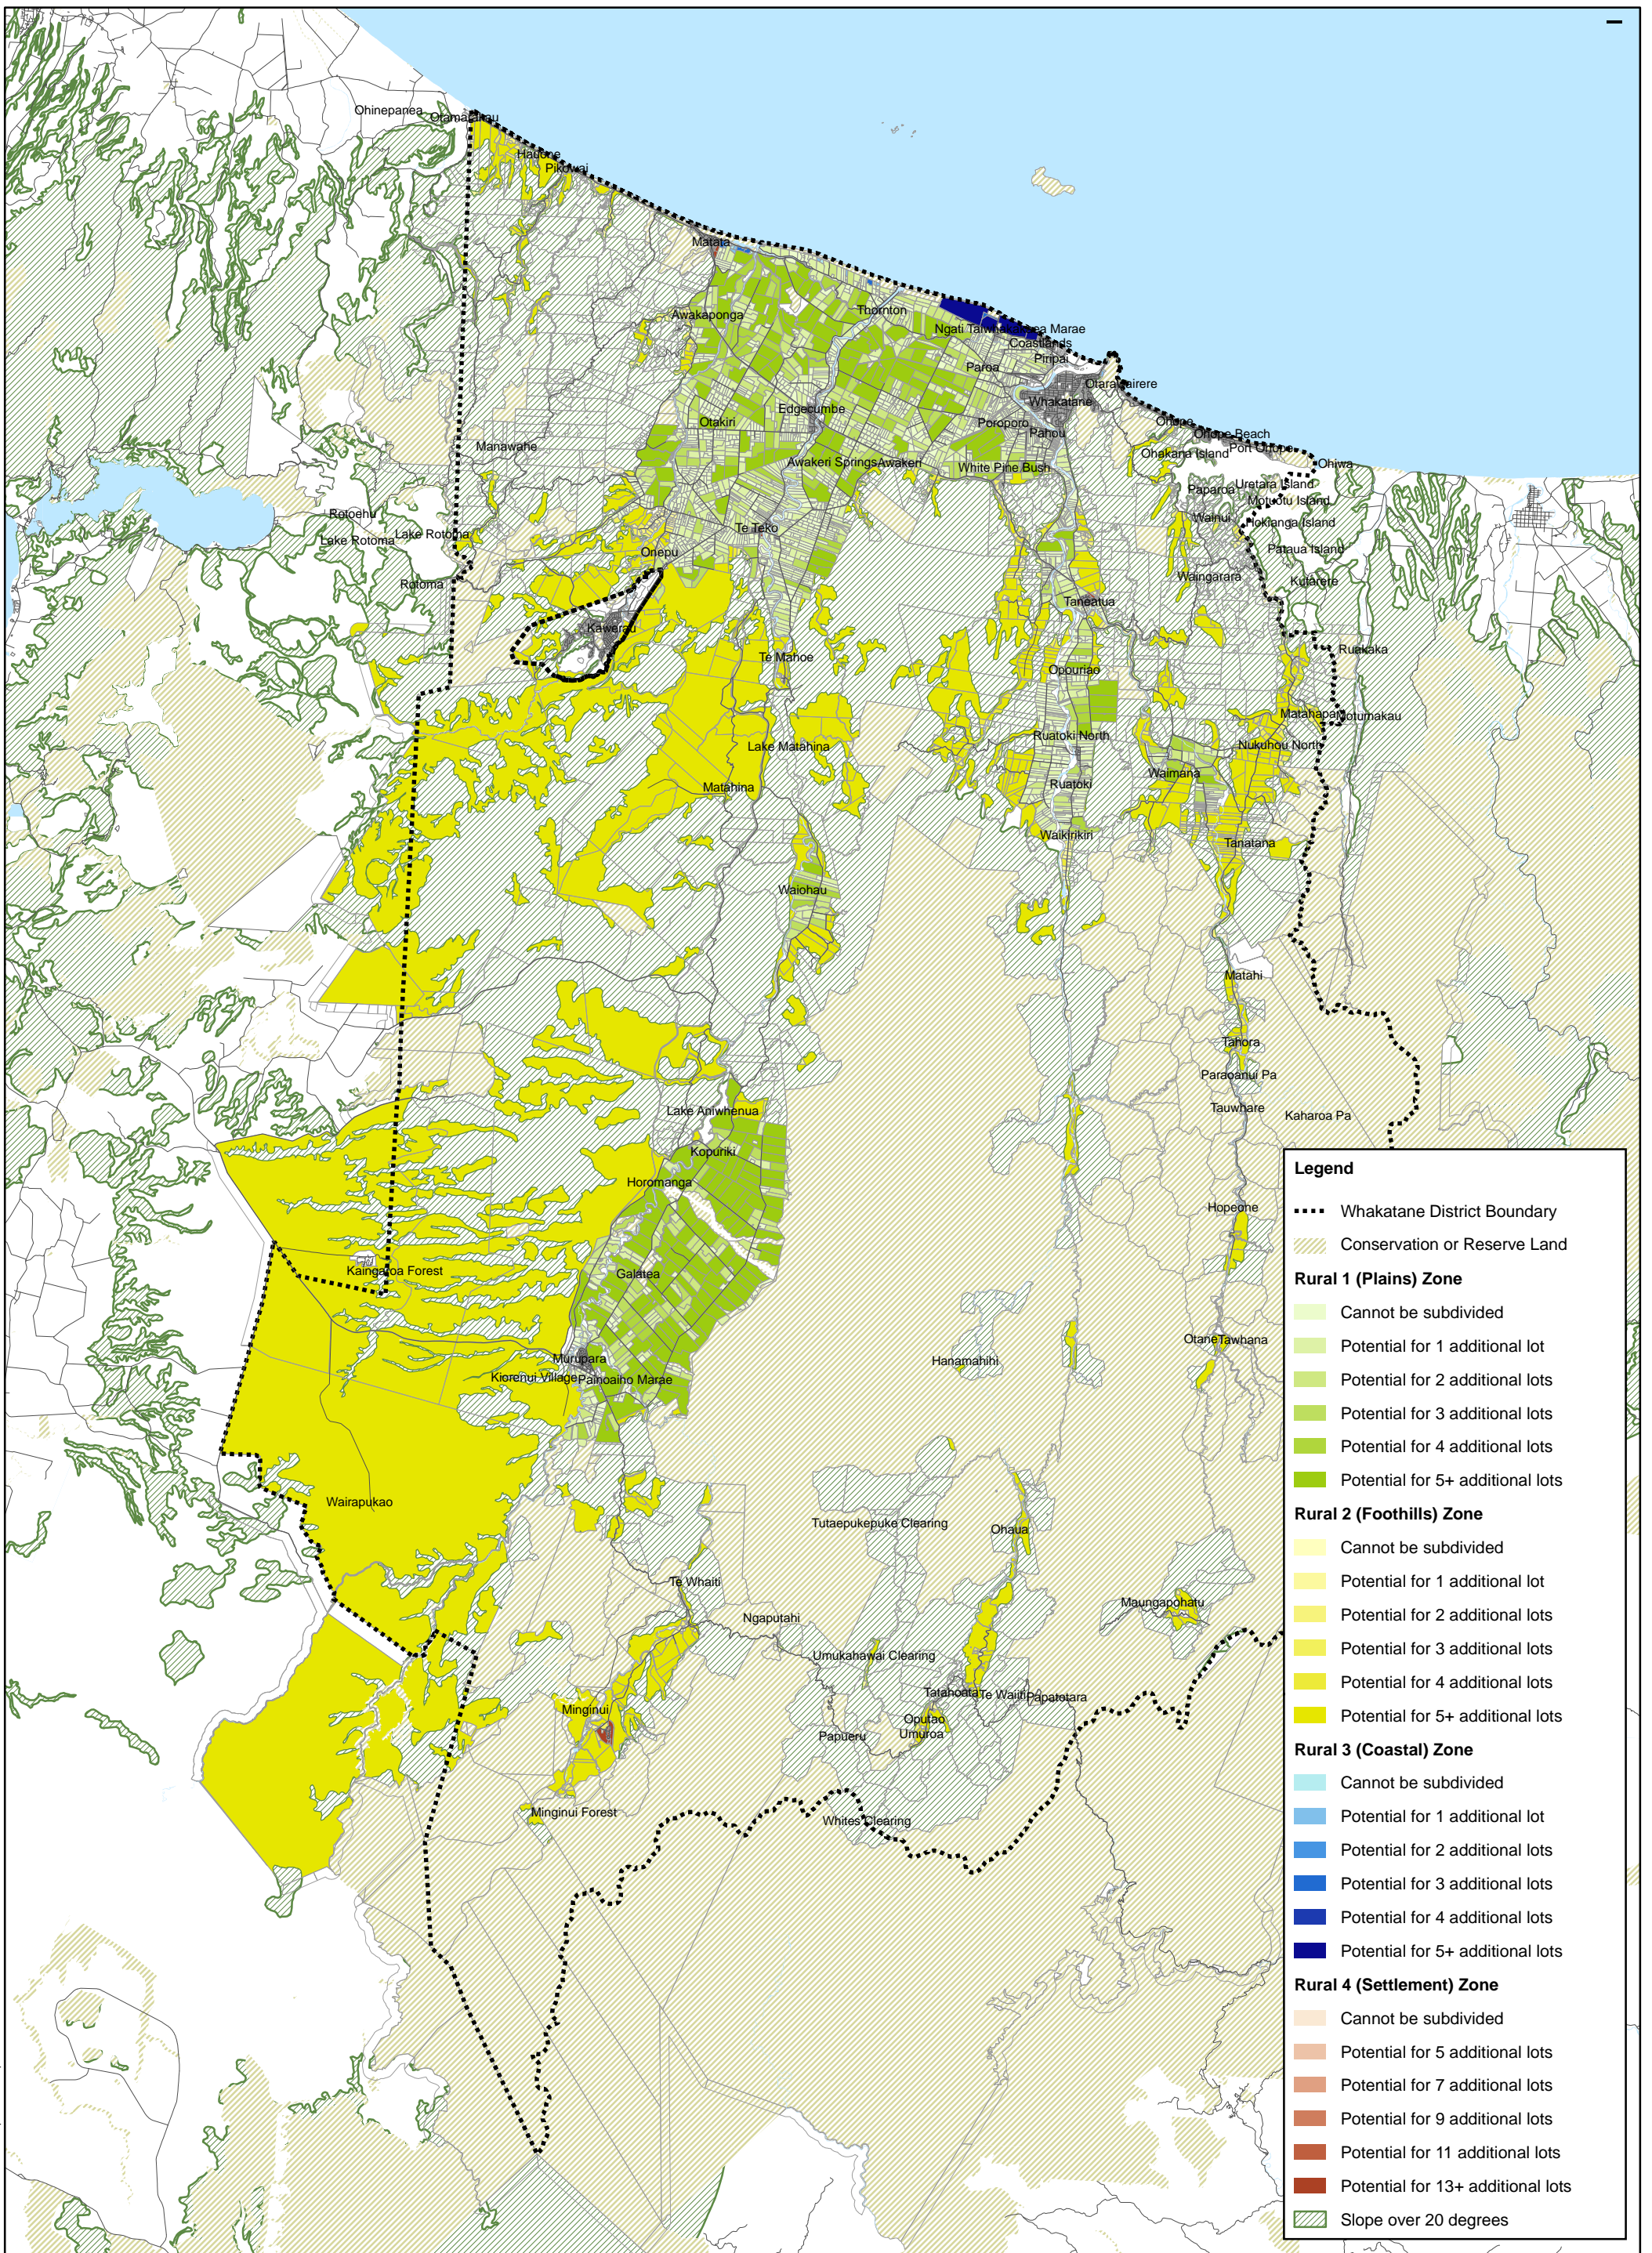 Ohinepanea
Otamarakau
Hauone
Pikowai
Matata
Awakaponga
Thornton
Coastlands
Piripai
Paroa
Otarawairere
Whakatane
Edgecumbe
Otakiri
Poroporo
Pahou
Ohope
Ohope Beach
Port Ohope
Ohakana Island
Ohiwa
Manawahe
Awakeri Springs
Awakeri
White Pine Bush
Uretara Island
Paparoa
Motuotu Island
Wainui
Hokianga Island
Rotoehu
Lake Rotoma
Lake Rotoma
Te Teko
Onepu
Pataua Island
Rotoma
Waingarara
Kutarere
Taneatua
Kawerau
Te Mahoe
Ruakaka
Opouriao
Matahapa
Motumakau
Ruatoki North
Nukuhou North
Lake Matahina
Matahina
Waimana
Ruatoki
Waikirikiri
Tanatana
Waiohau
Matahi
Tahora
Paraoanui Pa
Tauwhare
Kaharoa Pa
Lake Aniwhenua
Kopuriki
Horomanga
Hopeone
Kaingaroa Forest
Galatea
Otane
Tawhana
Murupara
Kiorenui Village
Painoaiho Marae
Hanamahihi
Wairapukao
Tutaepukepuke Clearing
Ohaua
Te Whaiti
Ngaputahi
Maungapohatu
Umukahawai Clearing
Tatahoata
Te Waiiti
Papatotara
Minginui
Oputao
Papueru
Umuroa
Minginui Forest
Whites Clearing
Legend
Whakatane District Boundary
Conservation or Reserve Land
Rural 1 (Plains) Zone
Cannot be subdivided
Potential for 1 additional lot
Potential for 2 additional lots
Potential for 3 additional lots
Potential for 4 additional lots
Potential for 5+ additional lots
Rural 2 (Foothills) Zone
Cannot be subdivided
Potential for 1 additional lot
Potential for 2 additional lots
Potential for 3 additional lots
Potential for 4 additional lots
Potential for 5+ additional lots
Rural 3 (Coastal) Zone
Cannot be subdivided
Potential for 1 additional lot
Potential for 2 additional lots
Potential for 3 additional lots
Potential for 4 additional lots
Potential for 5+ additional lots
Rural 4 (Settlement) Zone
Cannot be subdivided
Potential for 5 additional lots
Potential for 7 additional lots
Potential for 9 additional lots
Potential for 11 additional lots
Potential for 13+ additional lots
Slope over 20 degrees